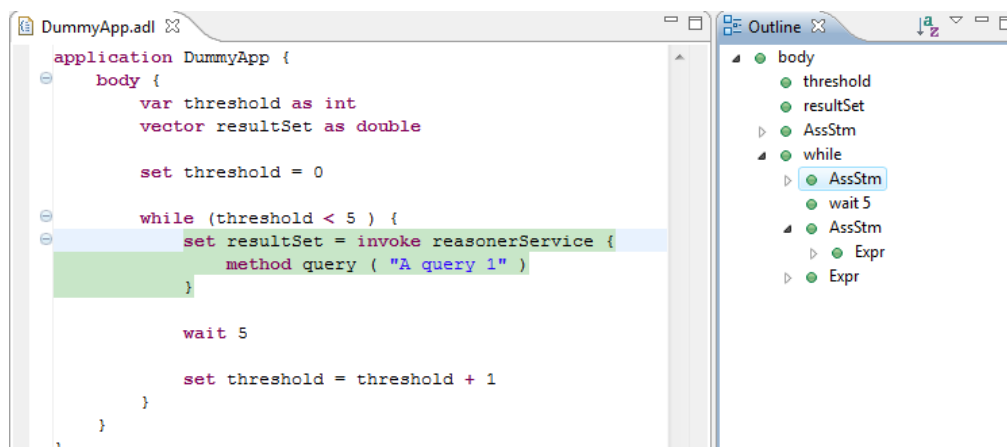 DummyApp.adl
application DummyApp {
body {
var threshold as int
vector resultSet as double
set threshold = 0
while (threshold < 5 ) {
set resultSet = invoke reasonerService {
method query ( "A query 1" )
}
wait 5
set threshold = threshold + 1
}
}
}
Outline
a
z
body
threshold
resultSet
AssStm
while
AssStm
wait 5
AssStm
Expr
Expr